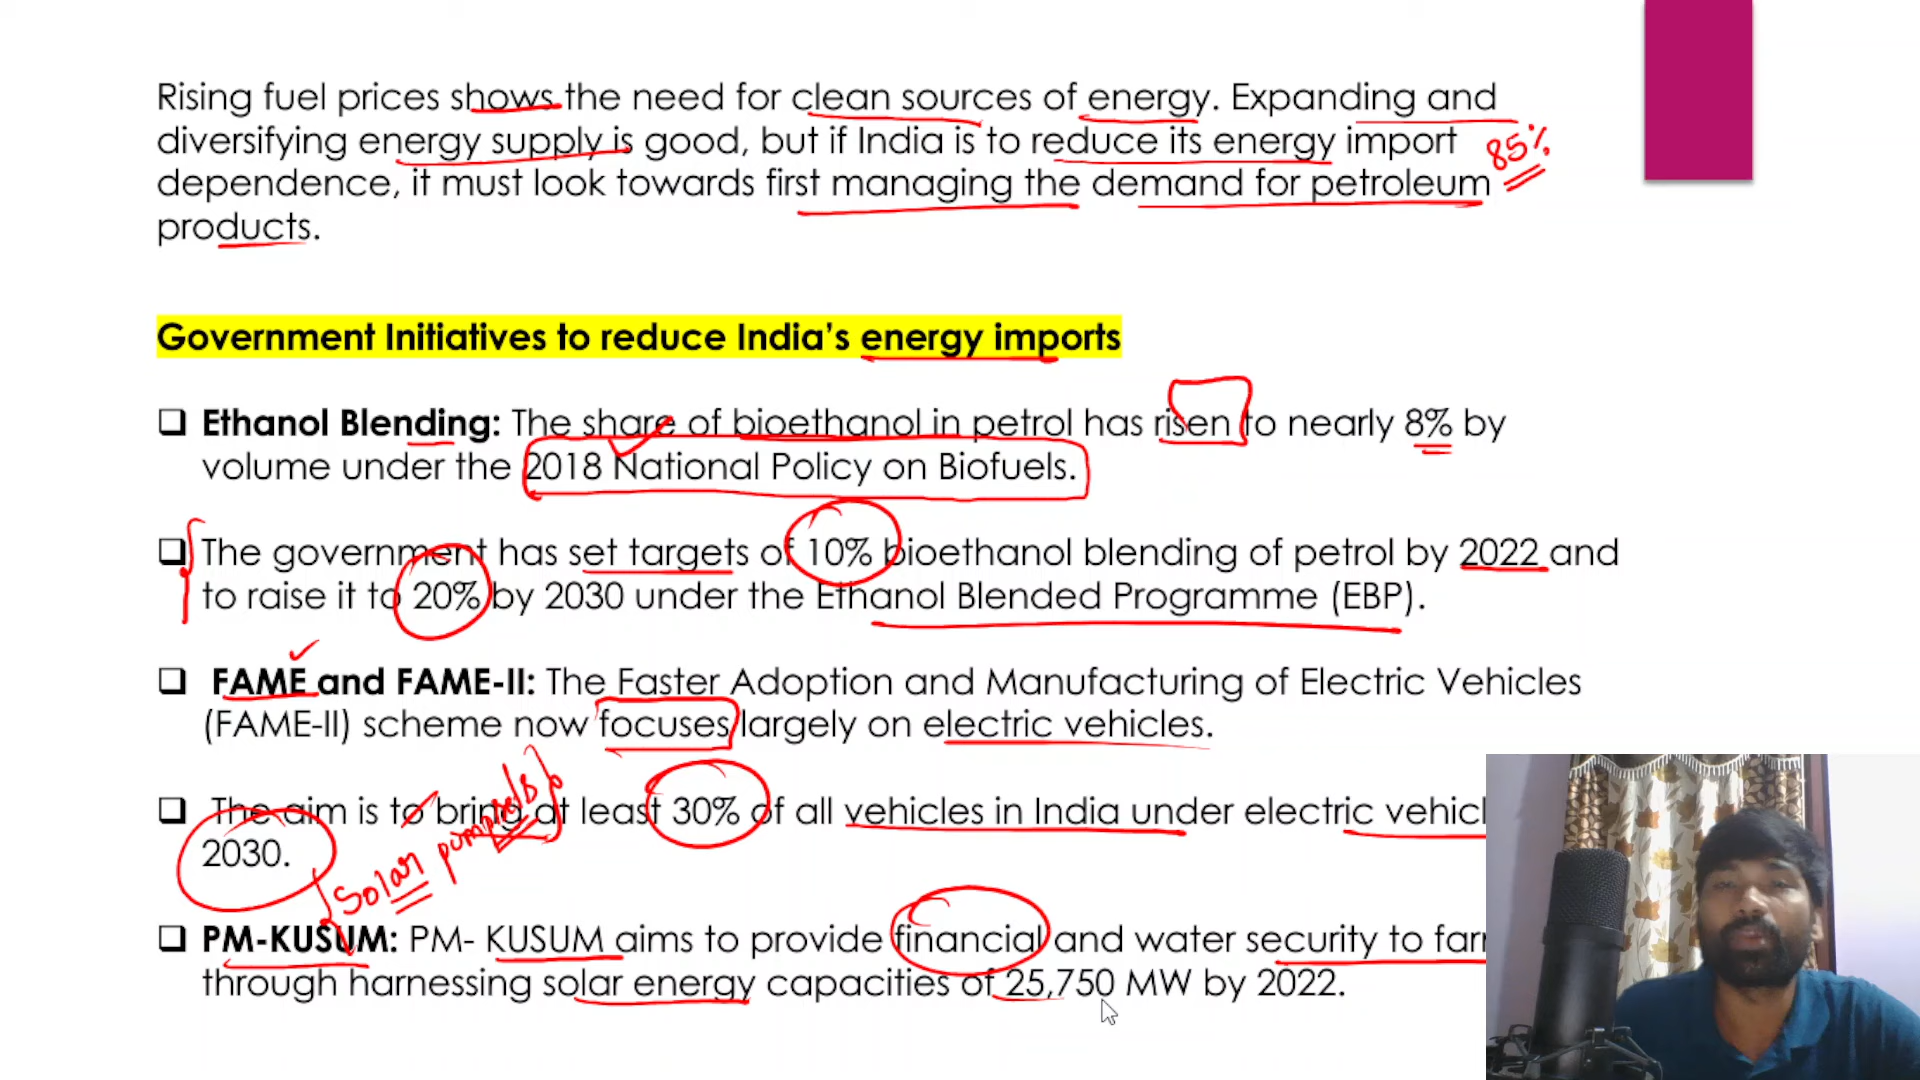 Rising fuel prices shows the need for clean sources of energy. Expanding and
diversifying energy supply is good, but if India is to reduce its energy import
85%
dependence, it must look towards first managing the demand for petroleum
products.
Government Initiatives to reduce India's energy imports
❑ Ethanol Blending: The share of bioethanol in petrol has risen to nearly 8% by
volume under the 2018 National Policy on Biofuels.
❑ The government has set targets of 10% bioethanol blending of petrol by 2022 and
to raise it to 20% by 2030 under the Ethanol Blended Programme (EBP).
❑ FAME and FAME-II: The Faster Adoption and Manufacturing of Electric Vehicles
(FAME-II) scheme now focuses largely on electric vehicles.
❑ The aim is to bring at least 30% of all vehicles in India under electric vehicl
2030.
Solar
❑ PM-KUSUM: PM- KUSUM aims to provide financial and water security to far
through harnessing solar energy capacities of 25,750 MW by 2022.